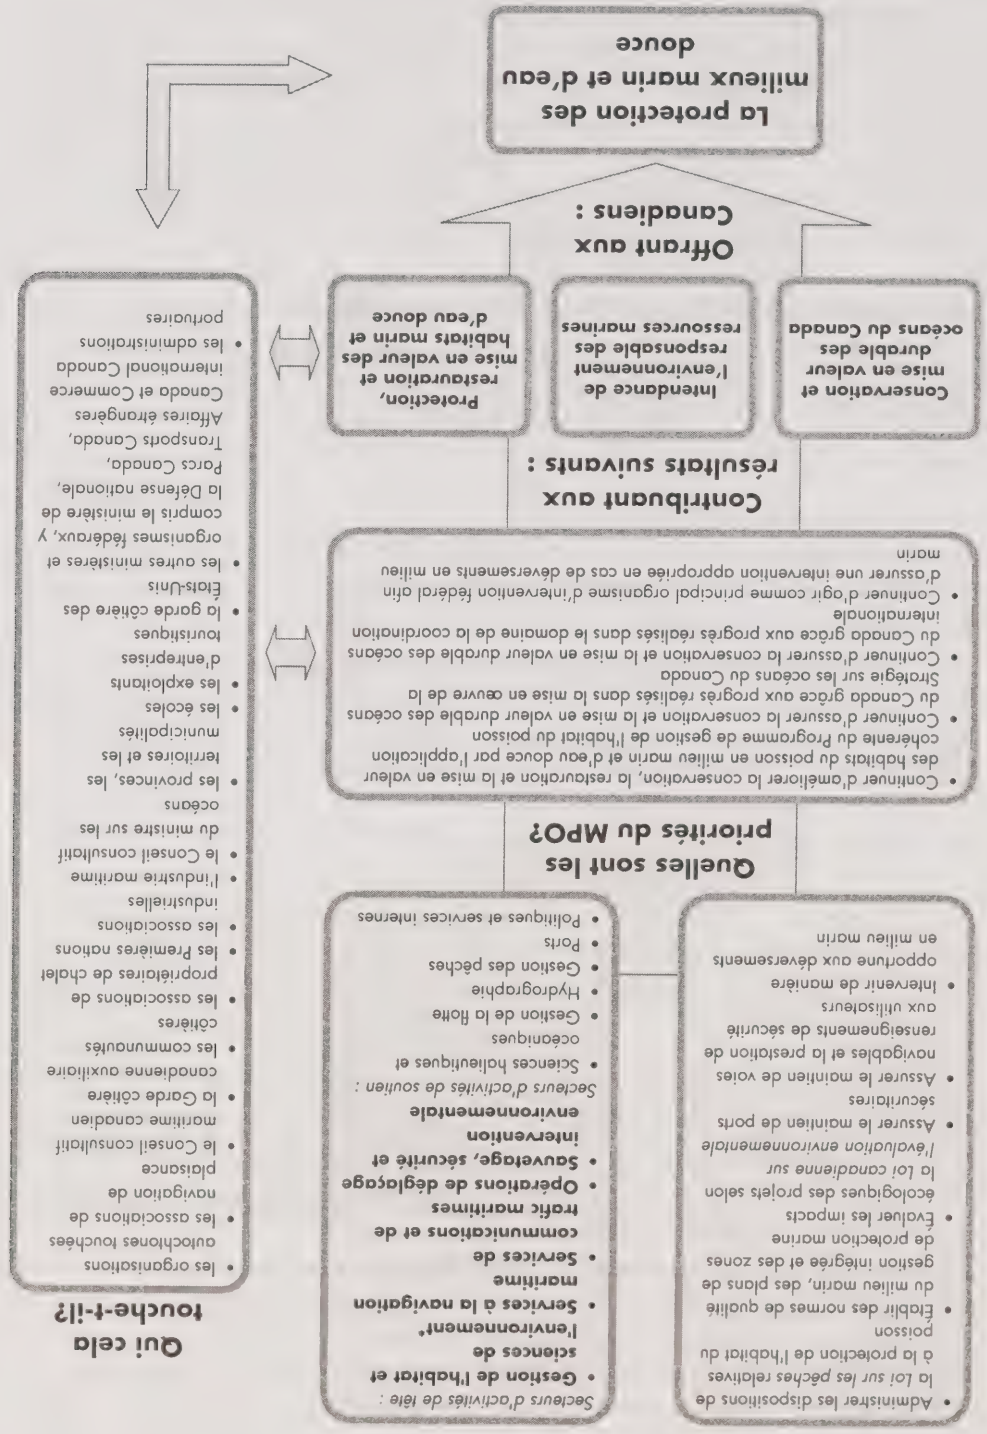 • Administrer les dispositions de
la Loi sur les pêches relatives
à la protection de l'habitat du
poisson
• Établir des normes de qualité
du milieu marin, des plans de
gestion intégrée et des zones
de protection marine
• Évaluer les impacts
écologiques des projets selon
la Loi canadienne sur
l'évaluation environnementale
• Assurer le maintien de ports
sécuritaires
• Assurer le maintien de voies
navigables et la prestation de
renseignements de sécurité
aux utilisateurs
• Intervenir de manière
opportune aux déversements
en milieu marin
Secteurs d'activités de tête :
• Gestion de l'habitat et
sciences de
l'environnement*
• Services à la navigation
maritime
• Services de
communications et de
trafic maritimes
• Opérations de déglaçage
• Sauvetage, sécurité et
intervention
environnementale
Secteurs d'activités de soutien :
• Sciences halieutiques et
océaniques
• Gestion de la flotte
• Hydrographie
• Gestion des pêches
• Ports
• Politiques et services internes
Quelles sont les
priorités du MPO?
• Continuer d'améliorer la conservation, la restauration et la mise en valeur
des habitats du poisson en milieu marin et d'eau douce par l'application
cohérente du Programme de gestion de l'habitat du poisson
• Continuer d'assurer la conservation et la mise en valeur durable des océans
du Canada grâce aux progrès réalisés dans la mise en œuvre de la
Stratégie sur les océans du Canada
• Continuer d'assurer la conservation et la mise en valeur durable des océans
du Canada grâce aux progrès réalisés dans le domaine de la coordination
internationale
• Continuer d'agir comme principal organisme d'intervention fédéral afin
d'assurer une intervention appropriée en cas de déversements en milieu
marin
Contribuant aux
résultats suivants :
Conservation et
mise en valeur
durable des
océans du Canada
Intendance de
l'environnement
responsable des
ressources marines
Protection,
restauration et
mise en valeur des
habitats marin et
d'eau douce
Offrant aux
Canadiens :
La protection des
milieux marin et d'eau
douce
Qui cela
touche-t-il?
• les organisations
autochtones touchées
• les associations de
navigation de
plaisance
• le Conseil consultatif
maritime canadien
• la Garde côtière
canadienne auxiliaire
• les communautés
côtières
• les associations de
propriétaires de chalet
• les Premières nations
• les associations
industrielles
• l'industrie maritime
• le Conseil consultatif
du ministre sur les
océans
• les provinces, les
territoires et les
municipalités
• les écoles
• les exploitants
d'entreprises
touristiques
• la garde côtière des
États-Unis
• les autres ministères et
organismes fédéraux, y
compris le ministère de
la Défense nationale,
Parcs Canada,
Transports Canada,
Affaires étrangères
Canada et Commerce
international Canada
• les administrations
portuaires